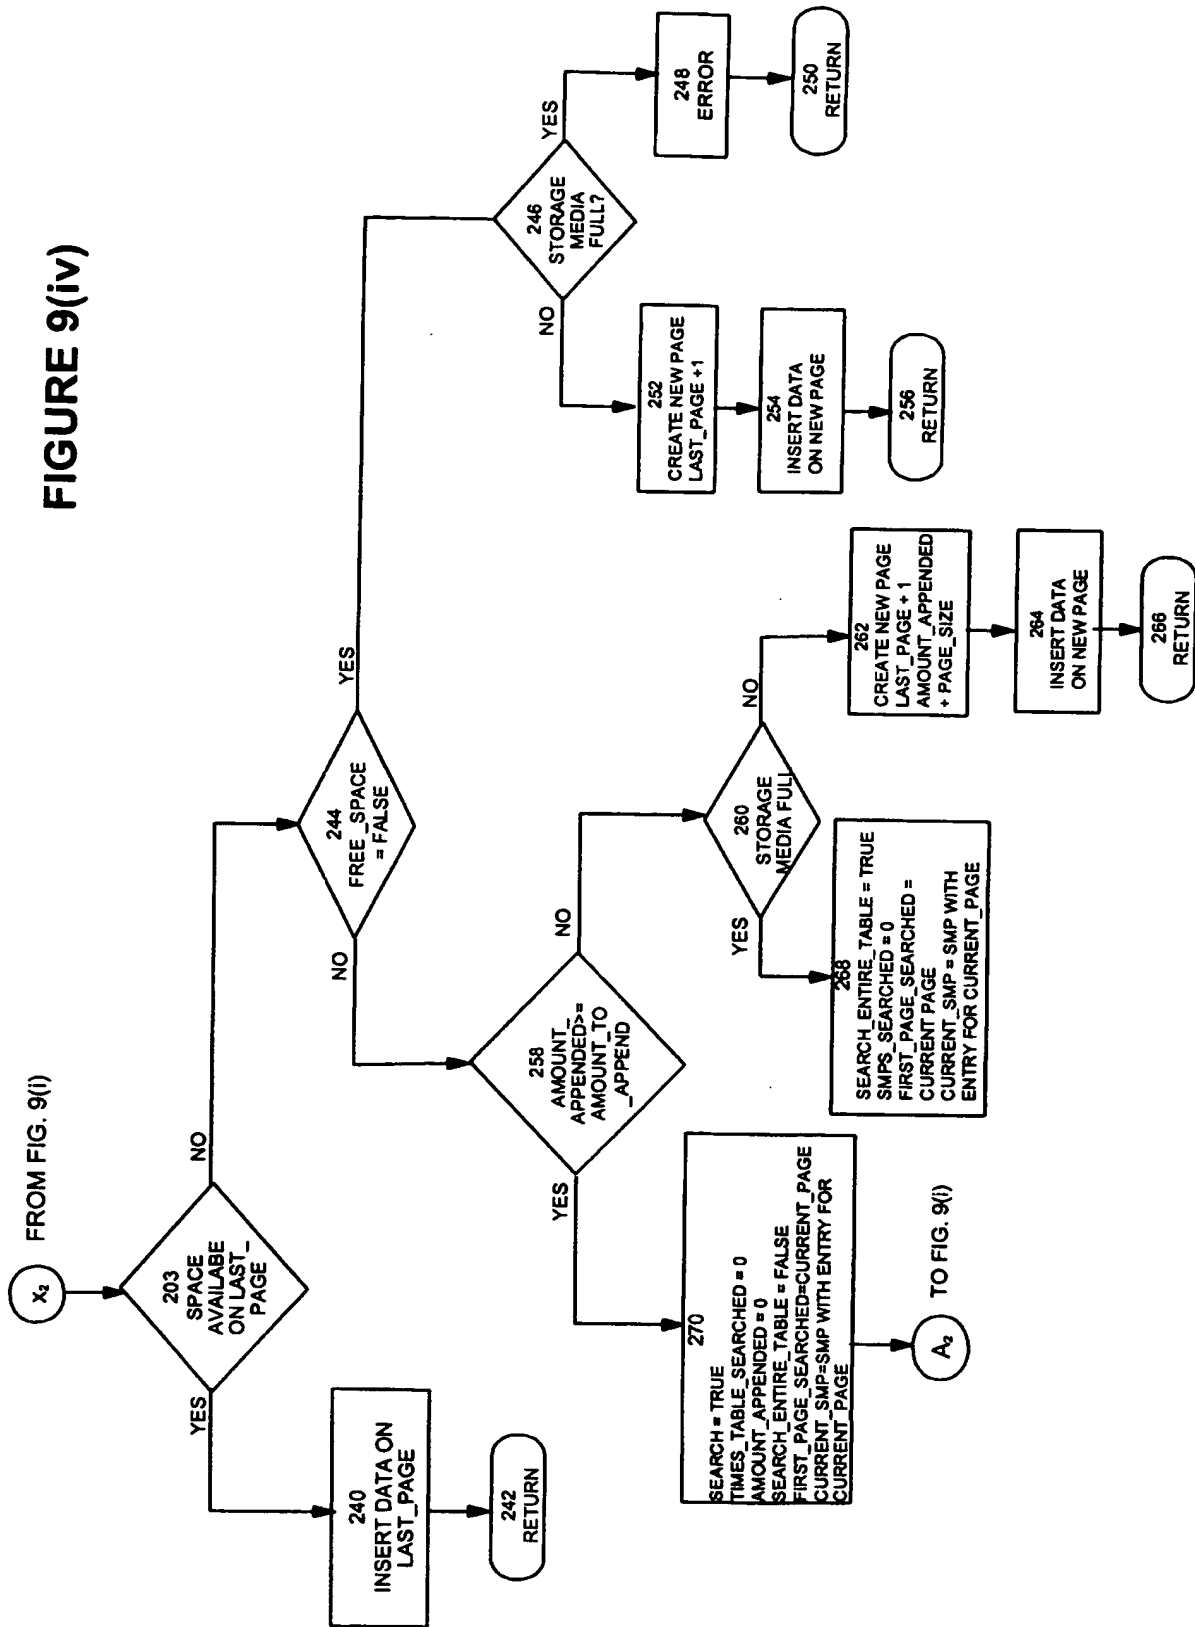 FIGURE 9(iv)
X₂
FROM FIG. 9(i)
203
SPACE
AVAILABE
ON LAST_
PAGE
YES
NO
240
INSERT DATA ON
LAST_PAGE
242
RETURN
244
FREE_SPACE
= FALSE
NO
YES
258
AMOUNT_
APPENDED>=
AMOUNT_TO
_APPEND
YES
NO
270
SEARCH = TRUE
TIMES_TABLE_SEARCHED = 0
AMOUNT_APPENDED = 0
SEARCH_ENTIRE_TABLE = FALSE
FIRST_PAGE_SEARCHED=CURRENT_PAGE
CURRENT_SMP=SMP WITH ENTRY FOR
CURRENT_PAGE
A₂
TO FIG. 9(i)
260
STORAGE
MEDIA FULL
YES
NO
268
SEARCH_ENTIRE_TABLE = TRUE
SMPS_SEARCHED = 0
FIRST_PAGE_SEARCHED =
CURRENT PAGE
CURRENT_SMP = SMP WITH
ENTRY FOR CURRENT_PAGE
262
CREATE NEW PAGE
LAST_PAGE + 1
AMOUNT_APPENDED
+ PAGE_SIZE
264
INSERT DATA
ON NEW PAGE
266
RETURN
246
STORAGE
MEDIA
FULL?
NO
YES
252
CREATE NEW PAGE
LAST_PAGE +1
254
INSERT DATA
ON NEW PAGE
256
RETURN
248
ERROR
250
RETURN